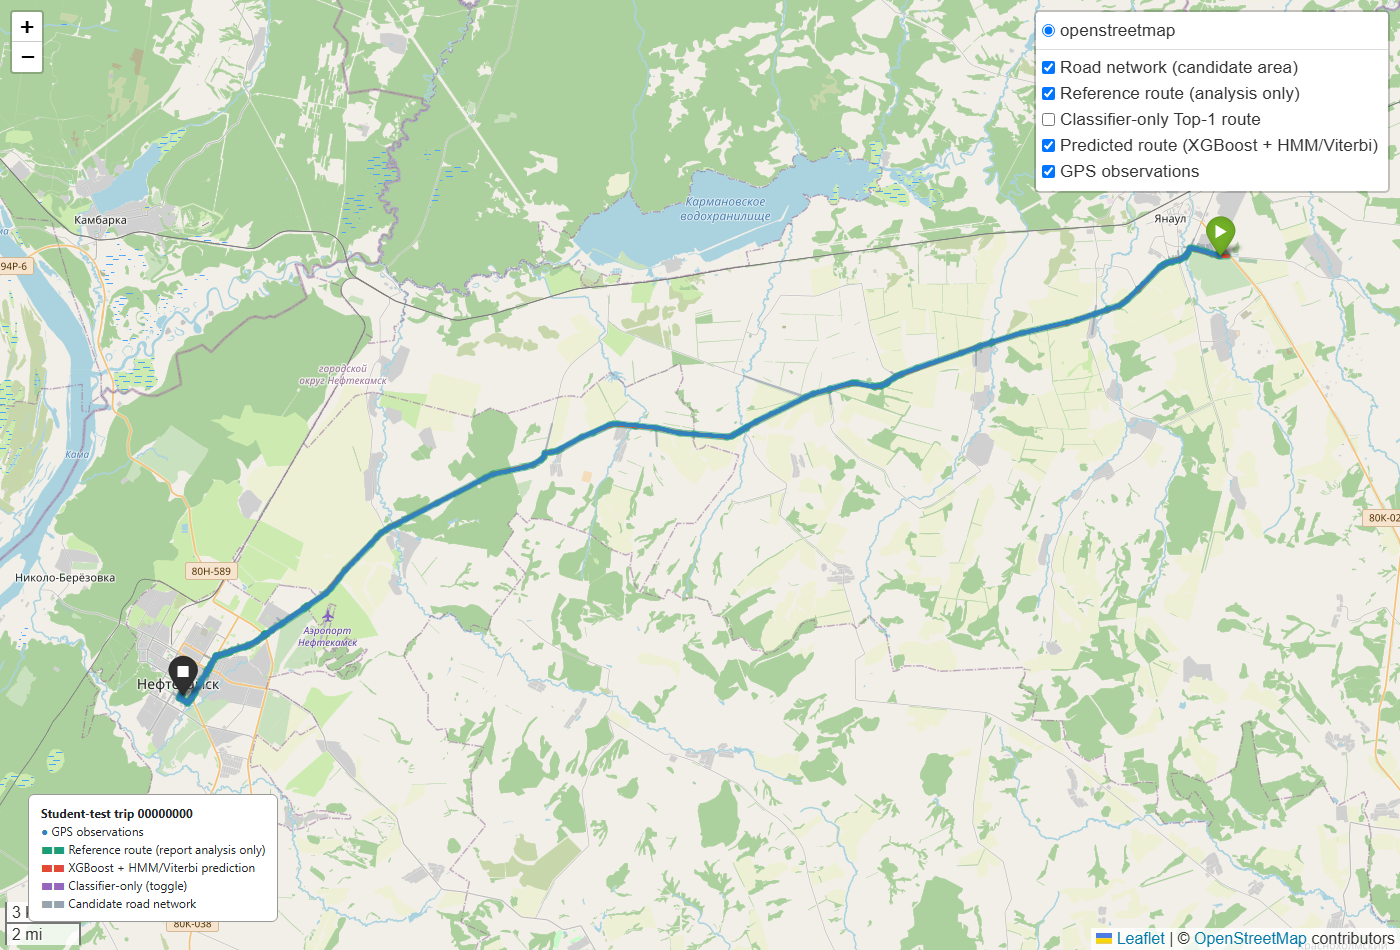 +
−
openstreetmap
Road network (candidate area)
Reference route (analysis only)
Classifier-only Top-1 route
Predicted route (XGBoost + HMM/Viterbi)
GPS observations
Кармановское
водохранилище
Янаул
Камбарка
94Р-6
городской
округ Нефтекамск
Кама
80К-02
80Н-589
Николо-Берёзовка
Аэропорт
Нефтекамск
Student-test trip 00000000
GPS observations
Reference route (report analysis only)
XGBoost + HMM/Viterbi prediction
Classifier-only (toggle)
Candidate road network
80К-038
2 mi
Leaflet | © OpenStreetMap contributors